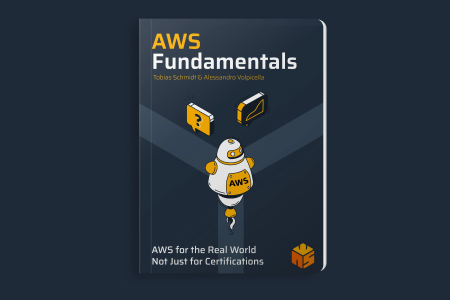 AWS
Fundamentals
Tobias Schmidt & Alessandro Volpicella
?
AWS
AWS for the Real World
Not Just for Certifications